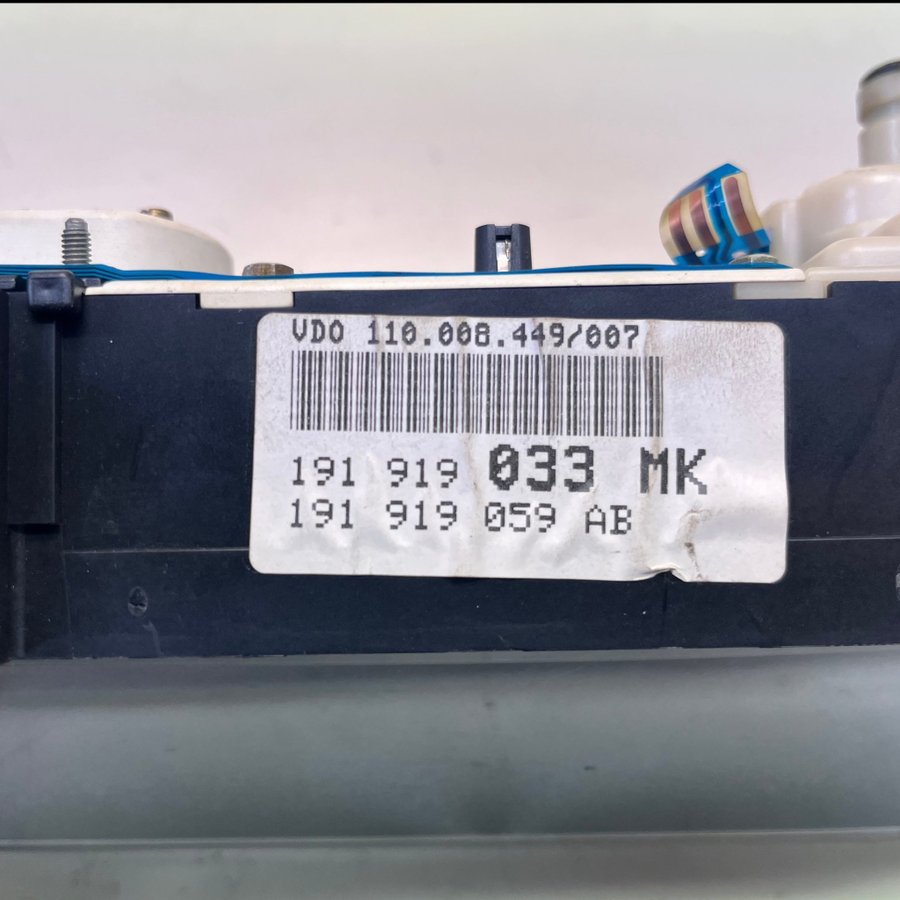 VDO 110.008.449/007
191 919 033 MK
191 919 059 AB